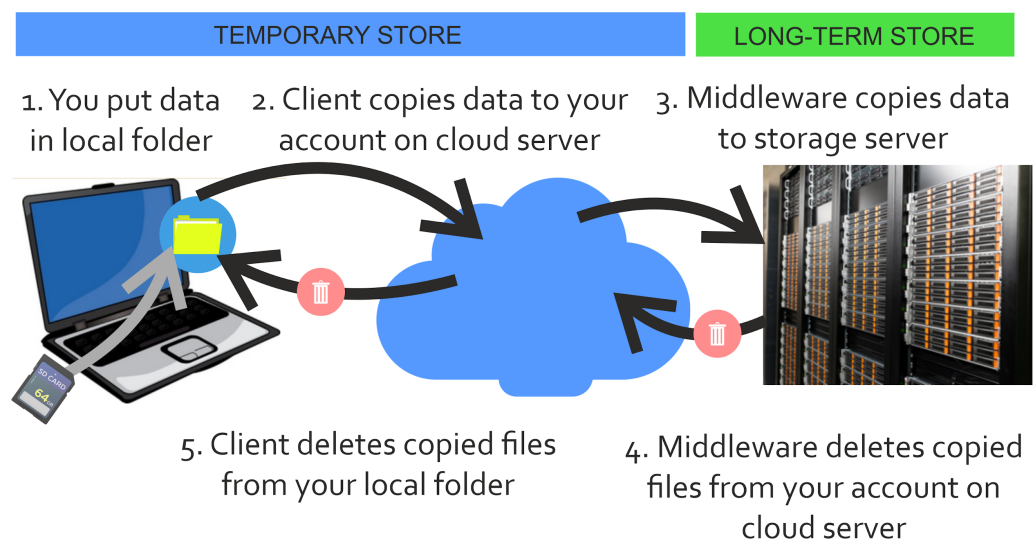 TEMPORARY STORE
LONG-TERM STORE
1. You put data
in local folder
2. Client copies data to your
account on cloud server
3. Middleware copies data
to storage server
SD CARD
64GB
5. Client deletes copied files
from your local folder
4. Middleware deletes copied
files from your account on
cloud server